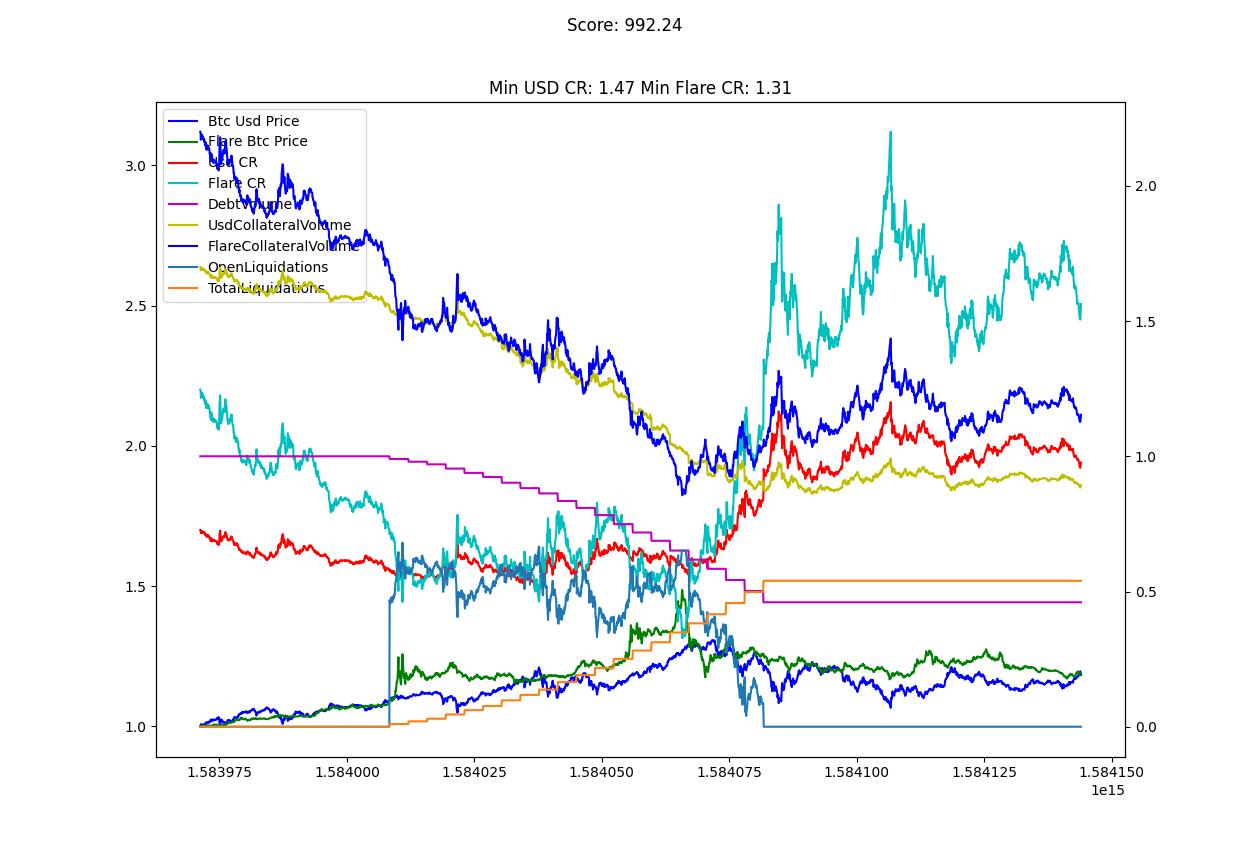 Score: 992.24
Min USD CR: 1.47 Min Flare CR: 1.31
Btc Usd Price
Flare Btc Price
Usd CR
Flare CR
DebtVolume
UsdCollateralVolume
FlareCollateralVolume
OpenLiquidations
TotalLiquidations
3.0
2.5
2.0
1.5
1.0
2.0
1.5
1.0
0.5
0.0
1.583975 1.584000 1.584025 1.584050 1.584075 1.584100 1.584125 1.584150
1e15